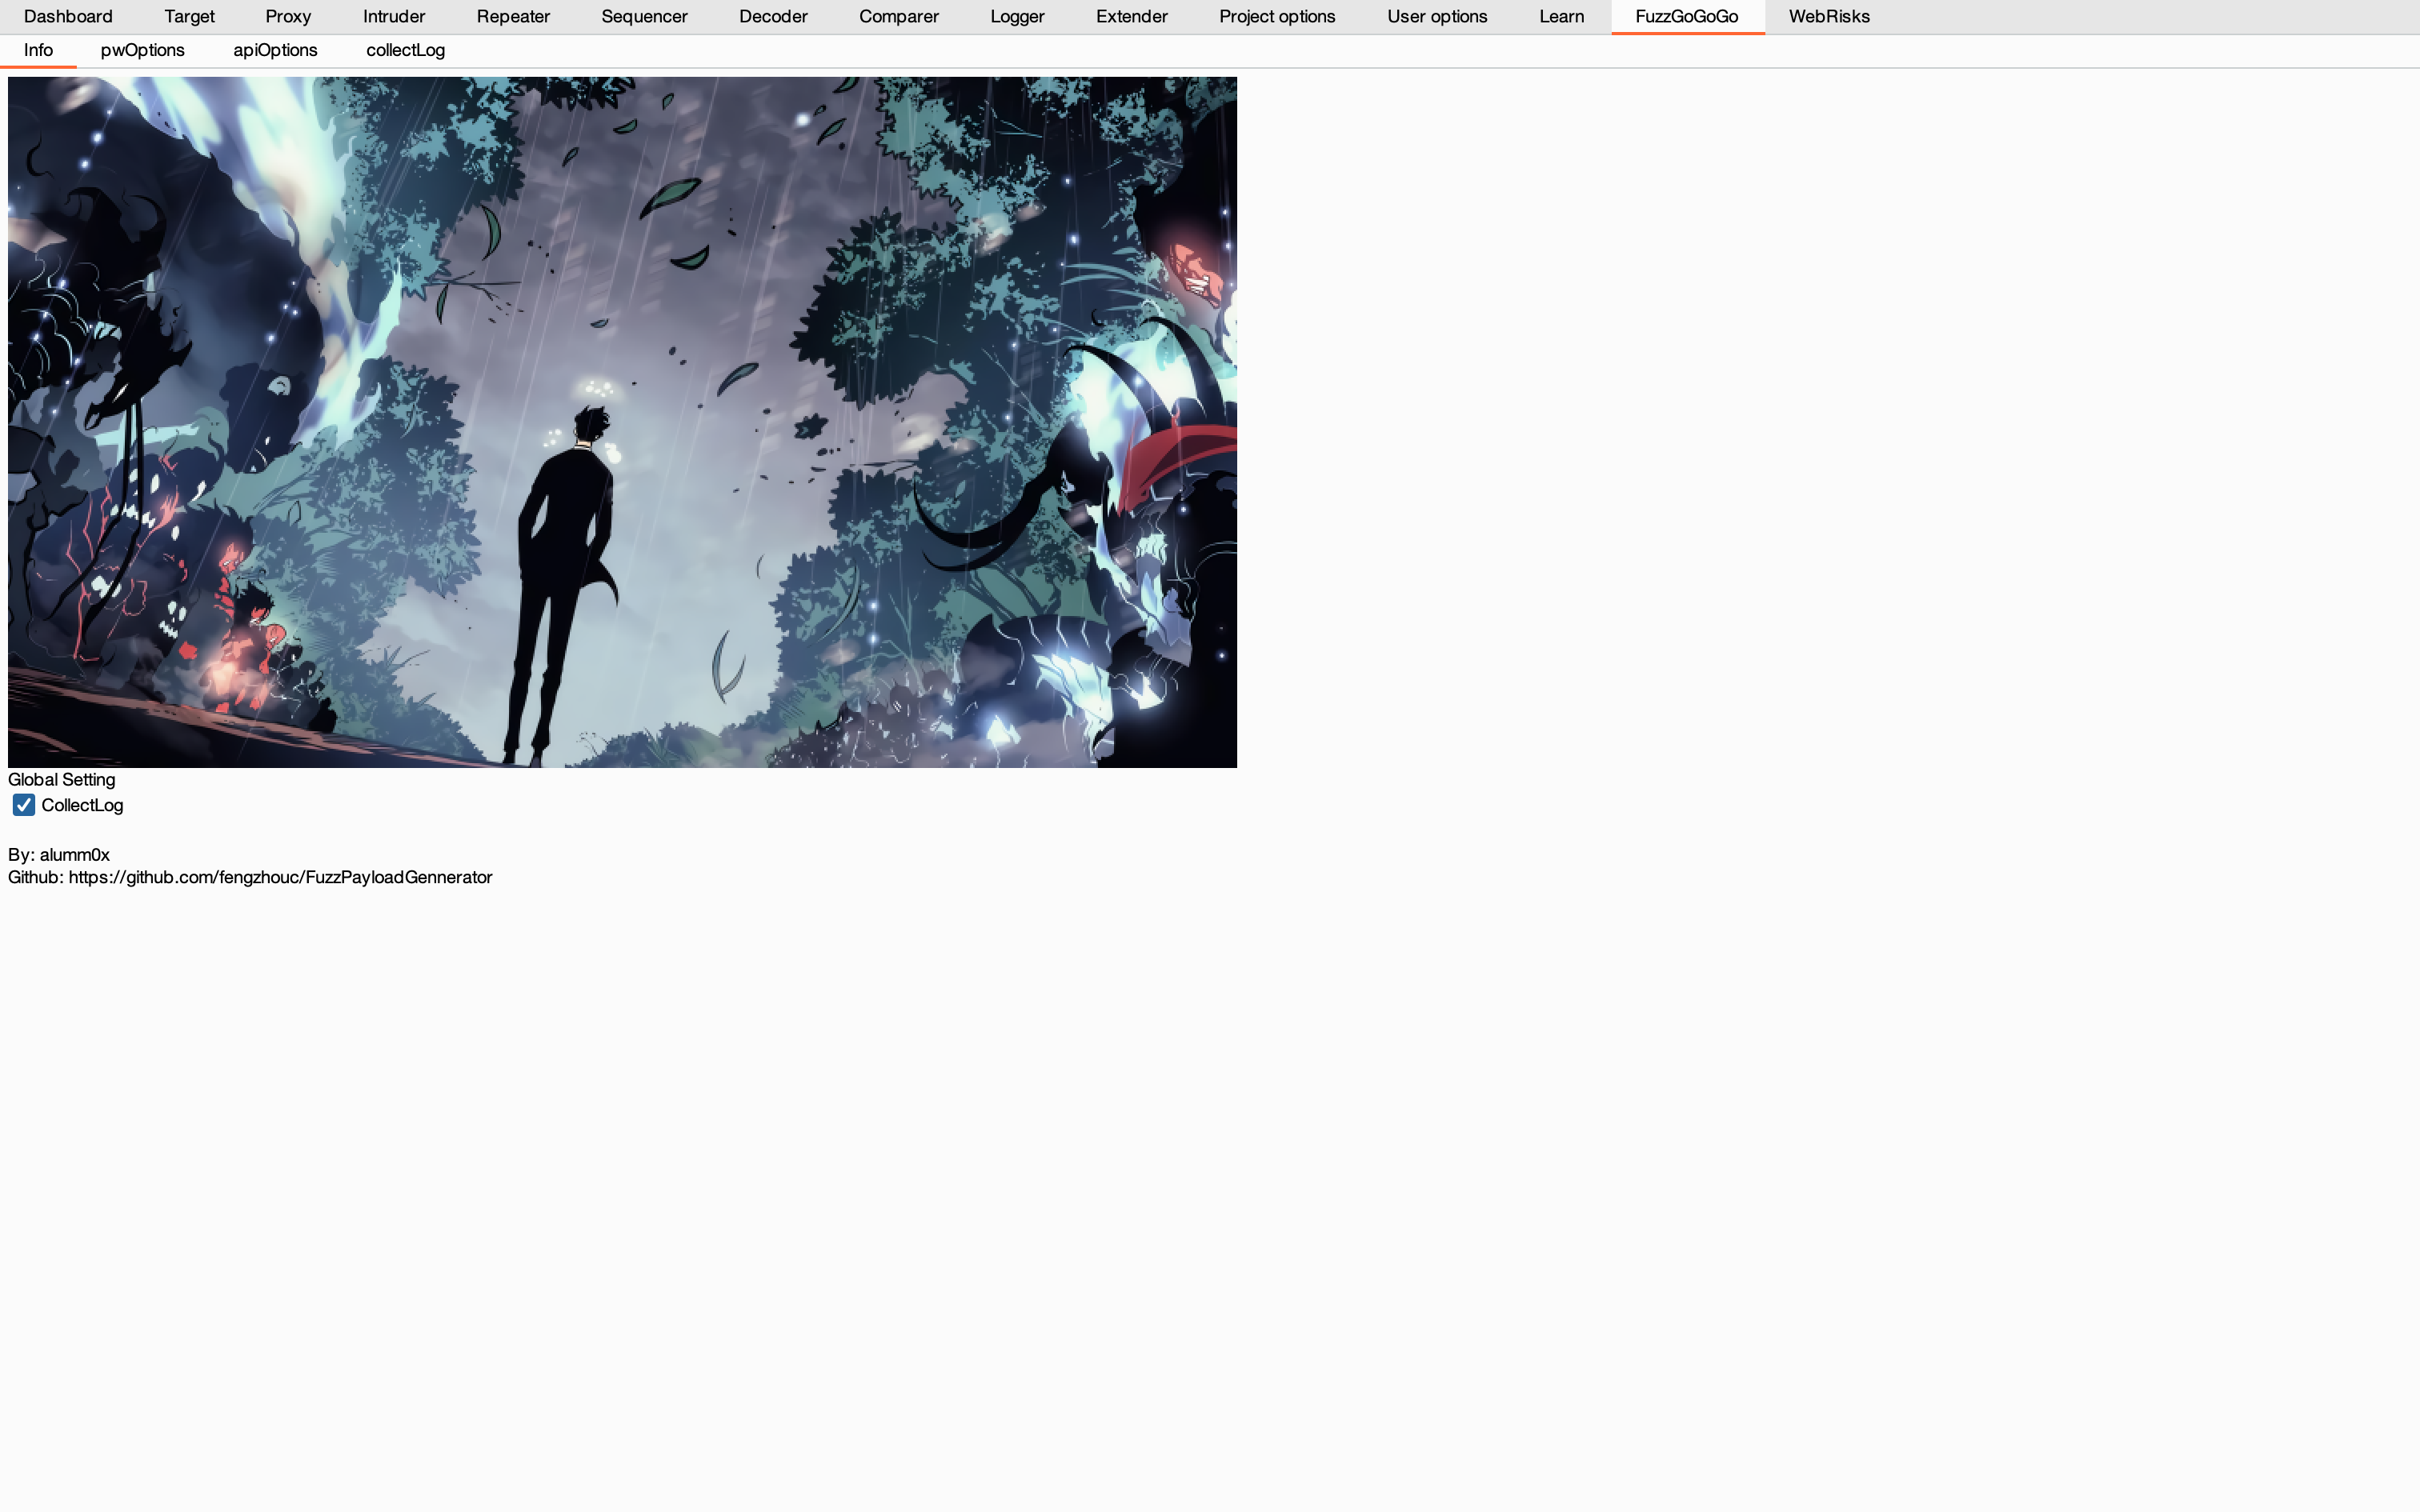 Dashboard Target Proxy Intruder Repeater Sequencer Decoder Comparer Logger Extender Project options User options Learn FuzzGoGoGo WebRisks
Info pwOptions apiOptions collectLog
Global Setting
CollectLog
By: alumm0x
Github: https://github.com/fengzhouc/FuzzPayloadGennerator